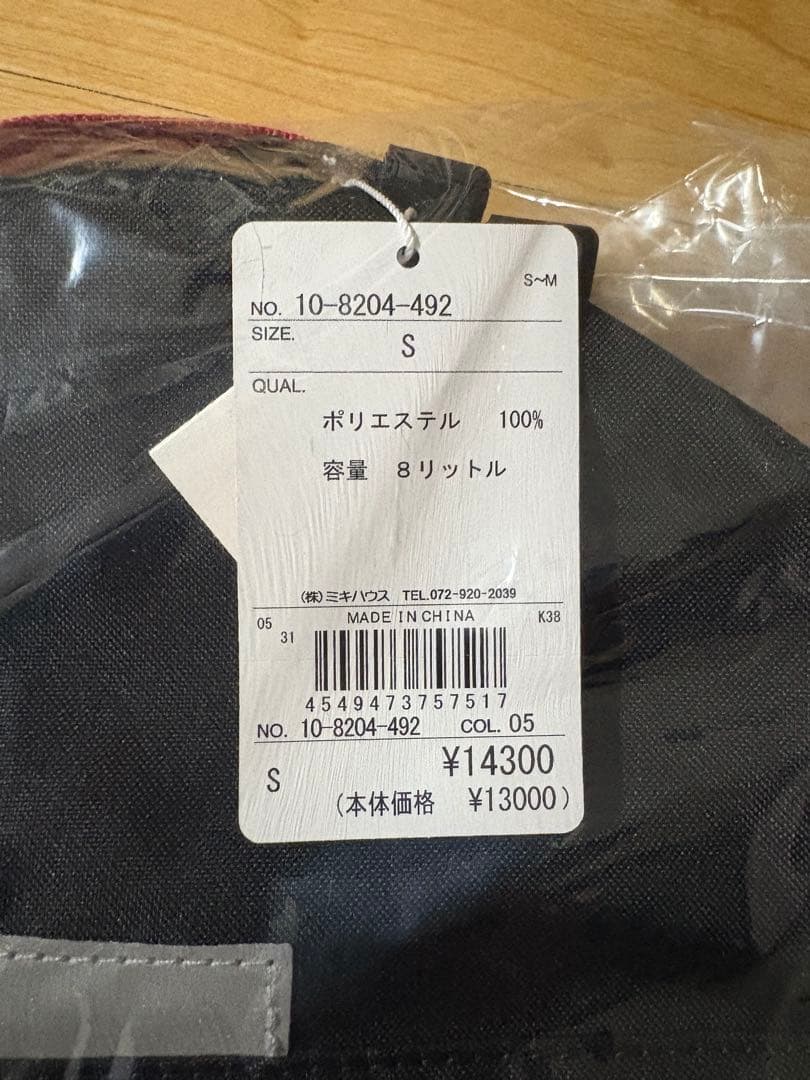 S~M
NO. 10-8204-492
SIZE.
S
QUAL.
ポリエステル 100%
容量 8リットル
(株)ミキハウス TEL.072-920-2039
05 MADE IN CHINA K38
31
4549473757517
NO. 10-8204-492 COL. 05
¥14300
S
(本体価格 ¥13000)